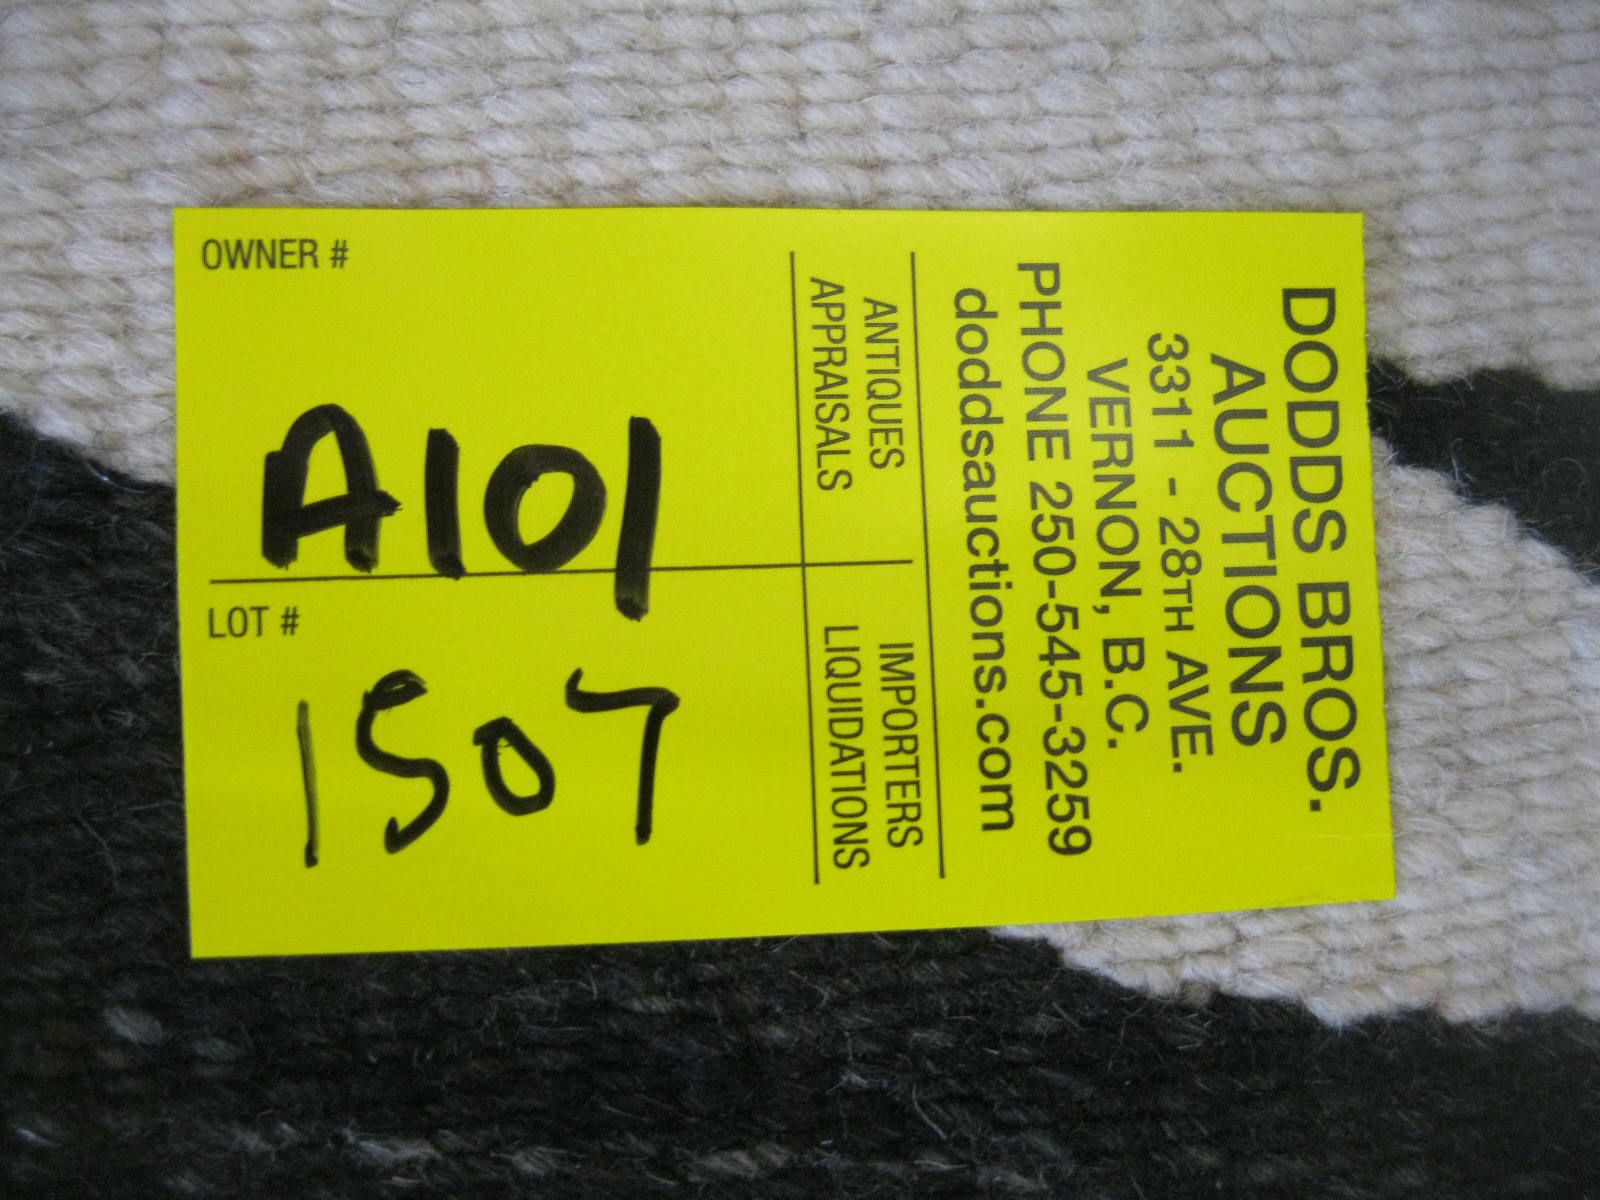 OWNER #
A101
LOT #
1507
DODDS BROS.
AUCTIONS
3311 - 28TH AVE.
VERNON, B.C.
PHONE 250-545-3259
doddsauctions.com
ANTIQUES
APPRAISALS
IMPORTERS
LIQUIDATIONS